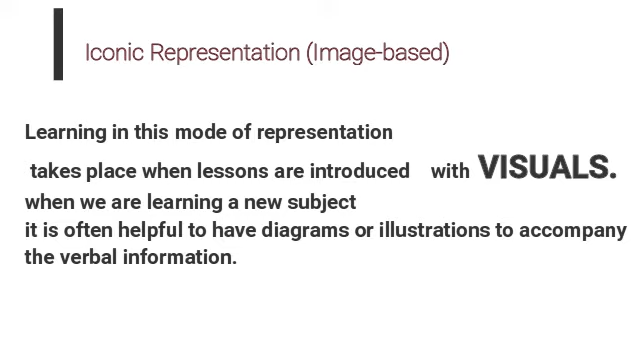 Iconic Representation (Image-based)
Learning in this mode of representation
takes place when lessons are introduced with VISUALS.
when we are learning a new subject
it is often helpful to have diagrams or illustrations to accompany
the verbal information.